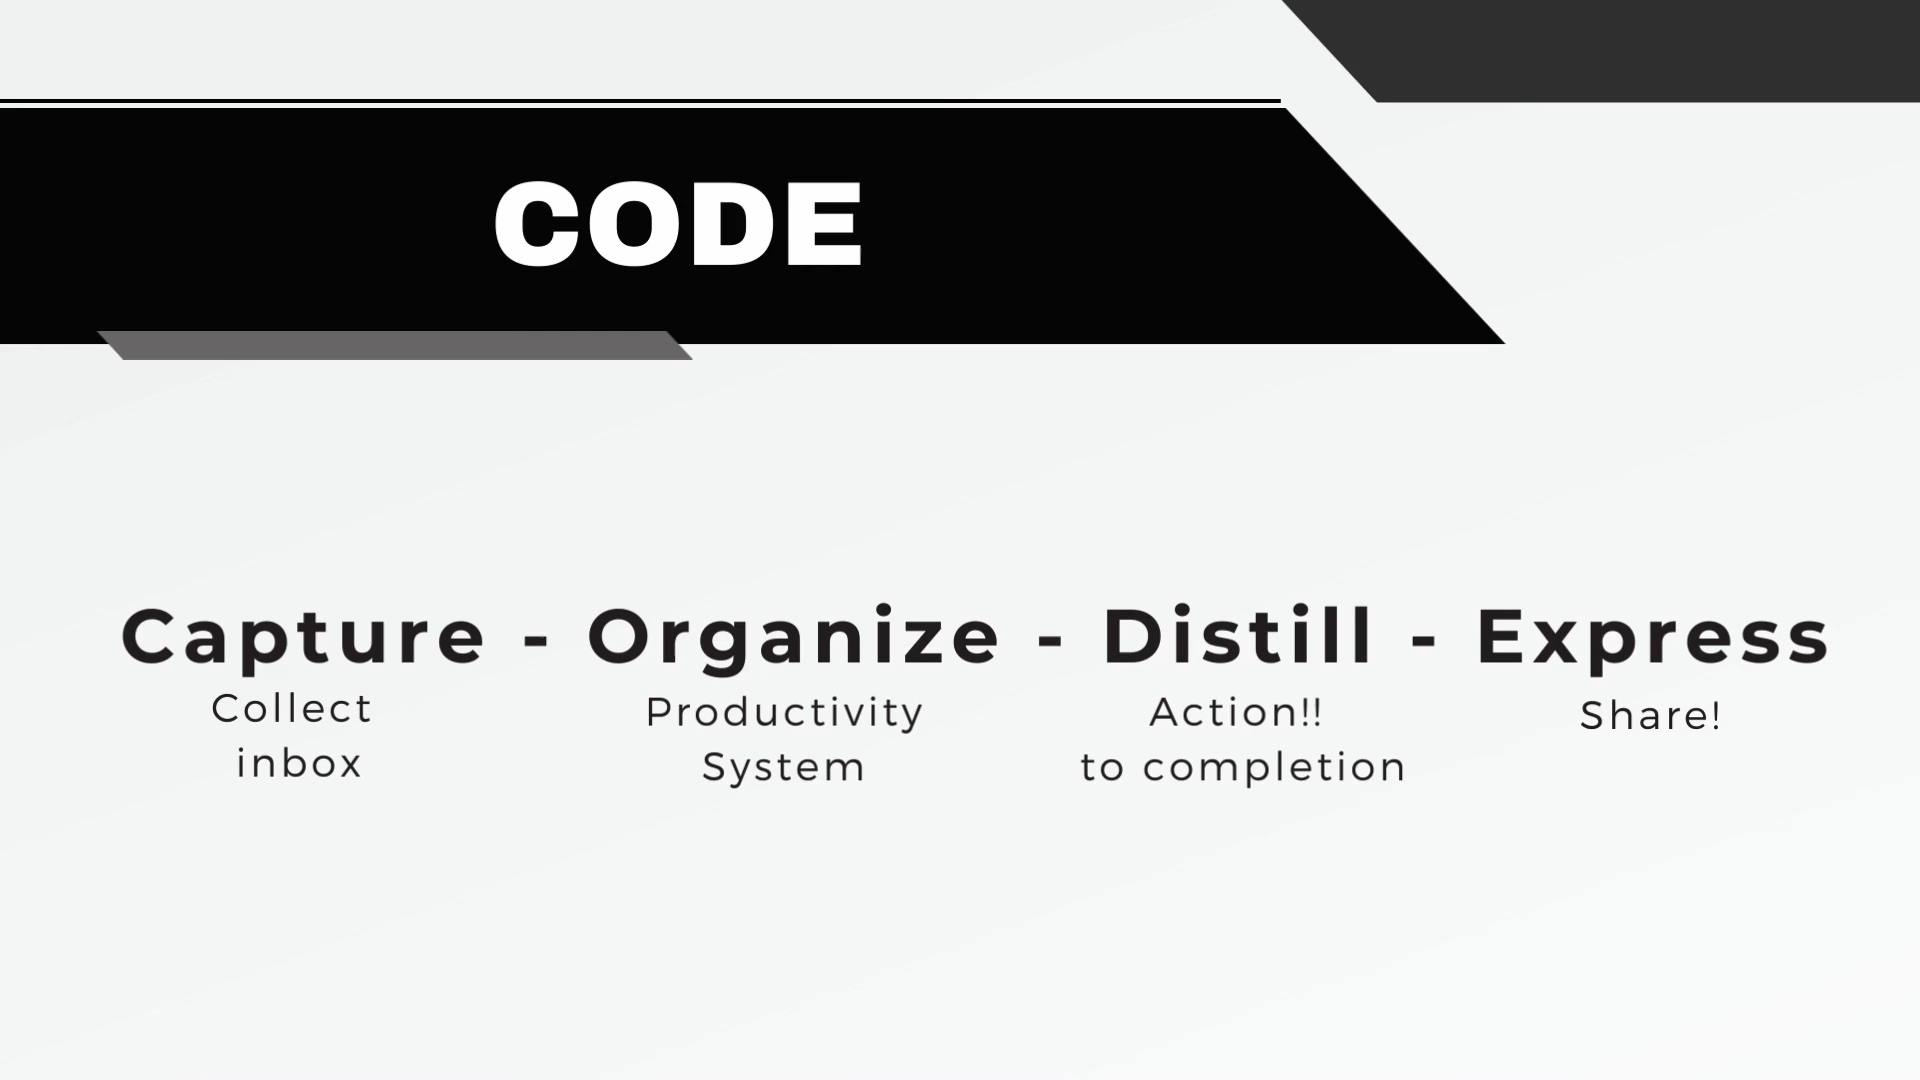 CODE
Capture - Organize - Distill - Express
Collect
inbox
Productivity
System
Action!!
to completion
Share!